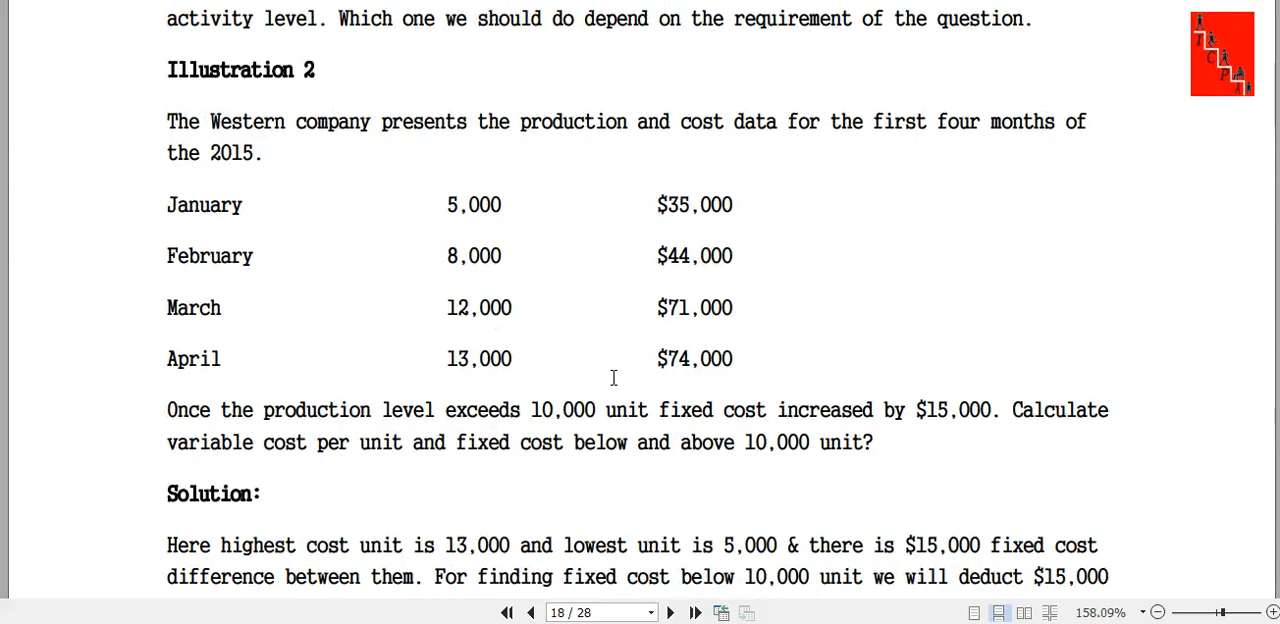 activity level. Which one we should do depend on the requirement of the question.
Illustration 2
The Western company presents the production and cost data for the first four months of
the 2015.
January 5,000 $35,000
February 8,000 $44,000
March 12,000 $71,000
April 13,000 $74,000
Once the production level exceeds 10,000 unit fixed cost increased by $15,000. Calculate
variable cost per unit and fixed cost below and above 10,000 unit?
Solution:
Here highest cost unit is 13,000 and lowest unit is 5,000 & there is $15,000 fixed cost
difference between them. For finding fixed cost below 10,000 unit we will deduct $15,000
18 / 28
158.09%
T
C
P
A